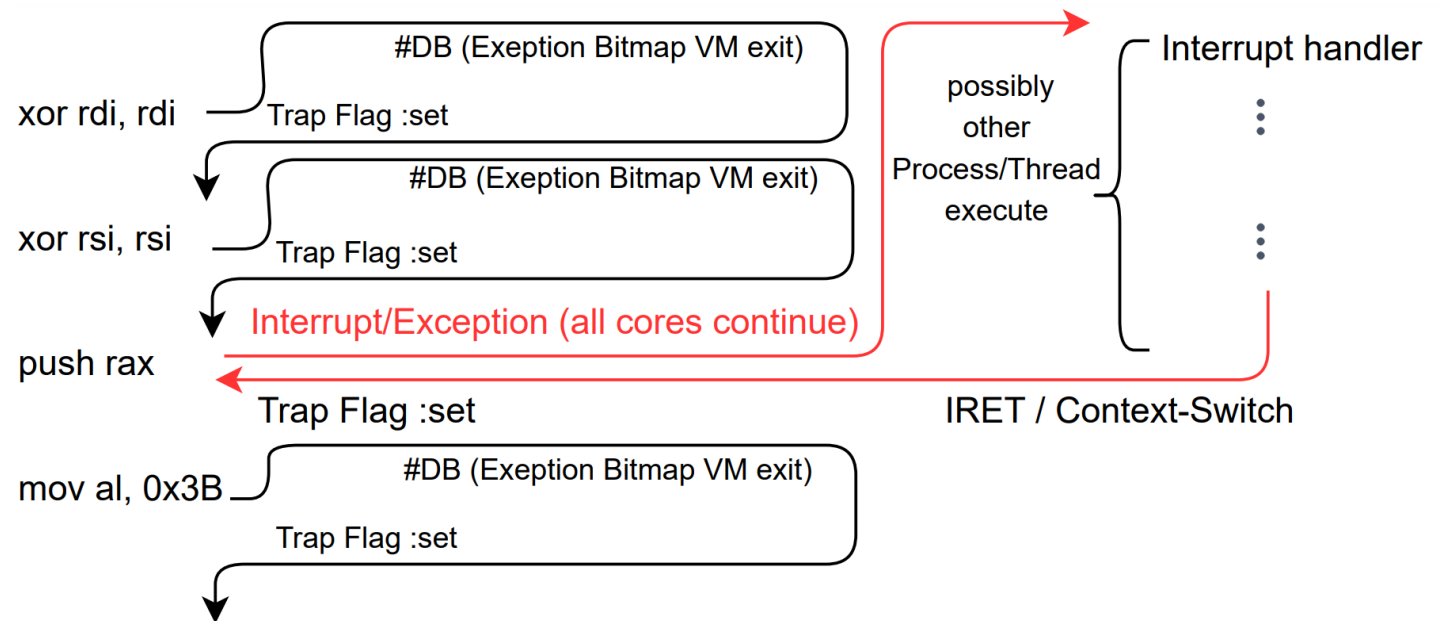 #DB (Exeption Bitmap VM exit)
xor rdi, rdi
Trap Flag :set
#DB (Exeption Bitmap VM exit)
xor rsi, rsi
Trap Flag :set
Interrupt/Exception (all cores continue)
push rax
Trap Flag :set
#DB (Exeption Bitmap VM exit)
mov al, 0x3B
Trap Flag :set
possibly
other
Process/Thread
execute
Interrupt handler
IRET / Context-Switch